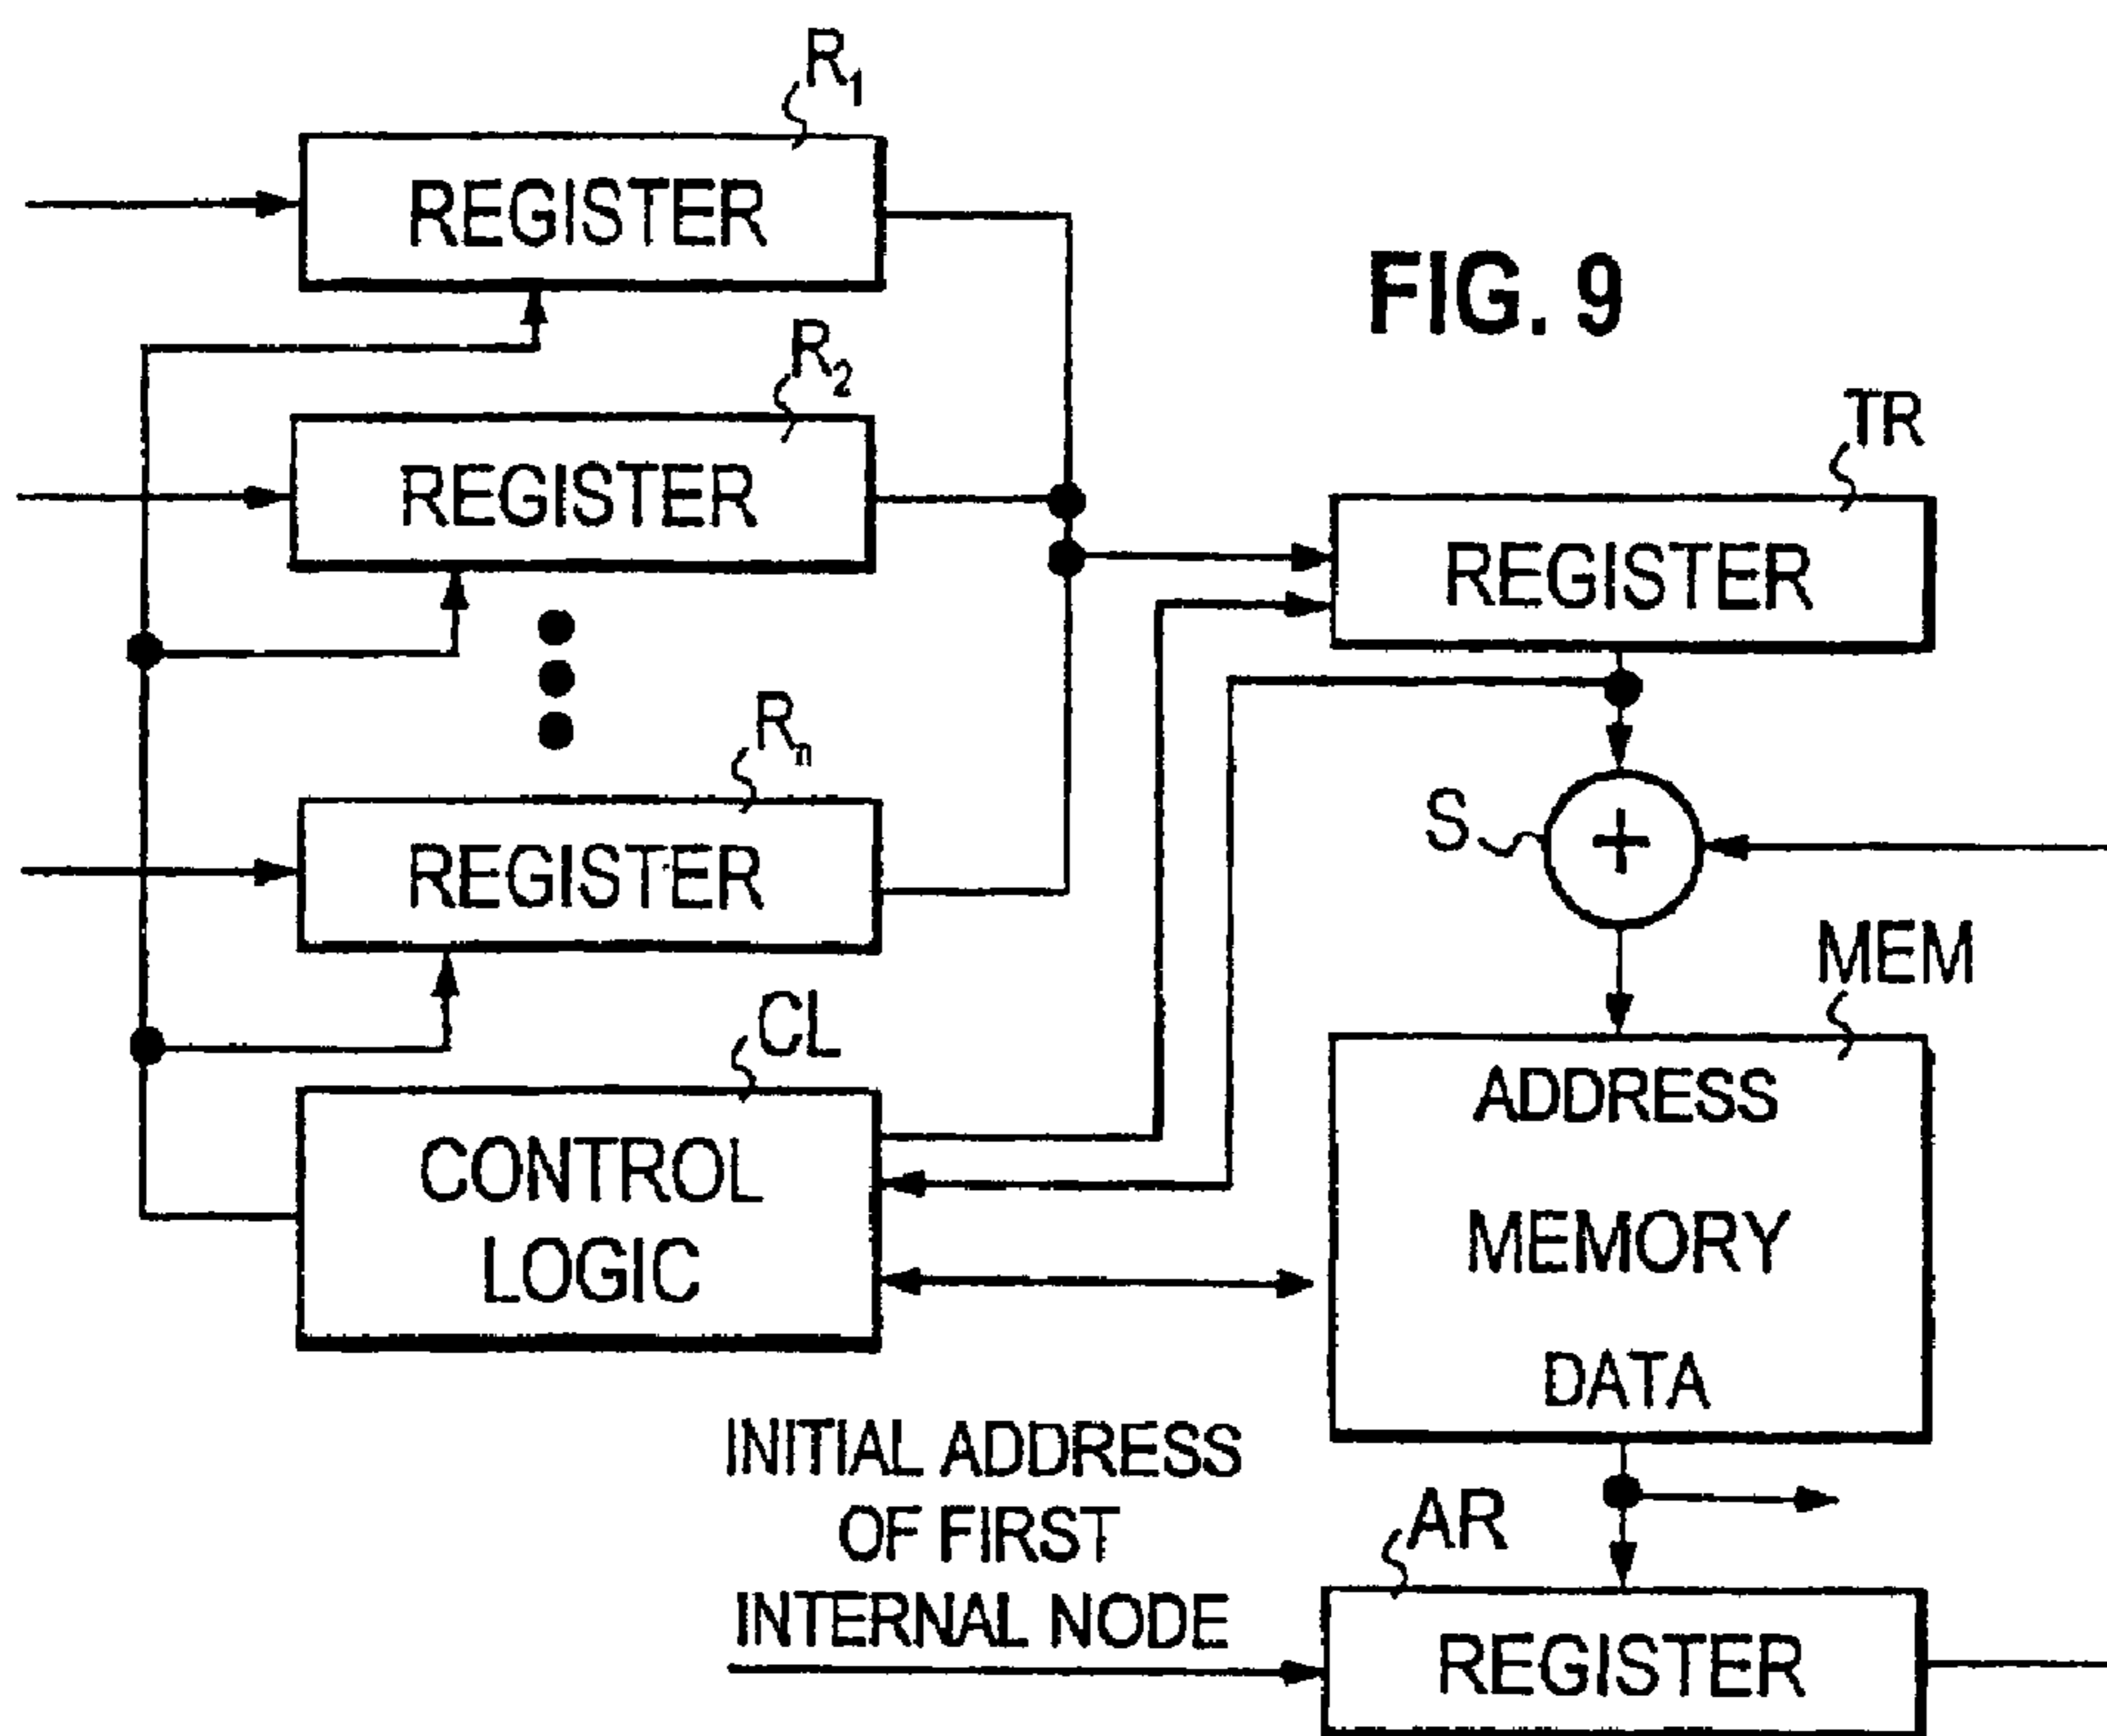 R1
REGISTER
FIG. 9
R2
REGISTER
TR
REGISTER
Rn
REGISTER
S
+
MEM
CL
CONTROL
LOGIC
ADDRESS
MEMORY
DATA
INITIAL ADDRESS
OF FIRST
INTERNAL NODE
AR
REGISTER